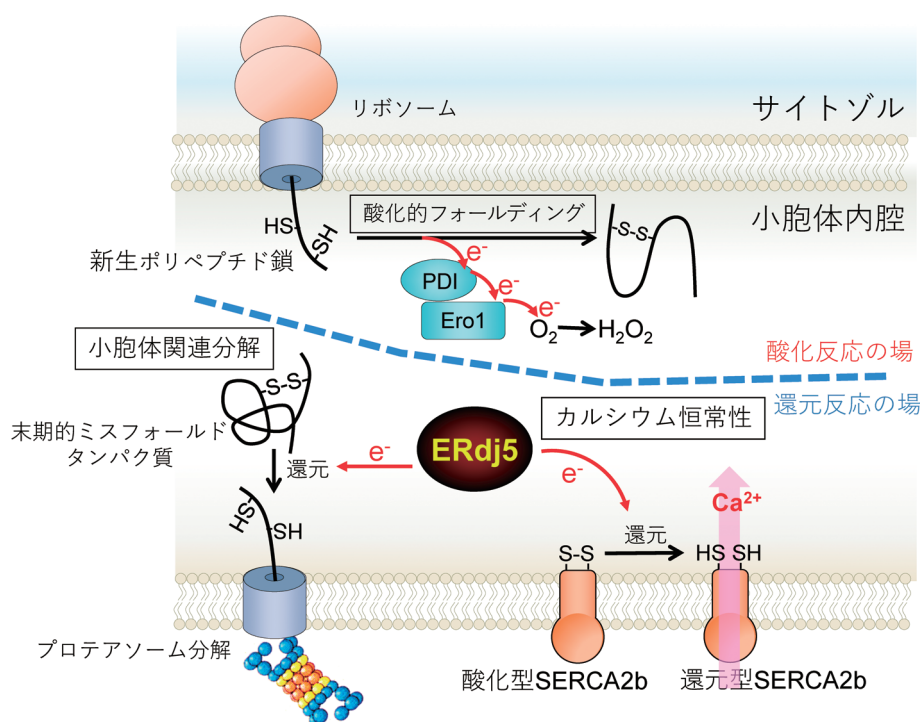 リボソーム
サイトゾル
小胞体内腔
酸化的フォールディング
HS-
-SH
新生ポリペプチド鎖
-S-S-
e-
PDI
e-
Ero1
e-
O₂
H₂O₂
酸化反応の場
還元反応の場
小胞体関連分解
-S-S-
末期的ミスフォールド
タンパク質
還元
e-
ERdj5
カルシウム恒常性
e-
Ca²⁺
HS-
-SH
S-S
還元
HS SH
プロテアソーム分解
酸化型SERCA2b
還元型SERCA2b